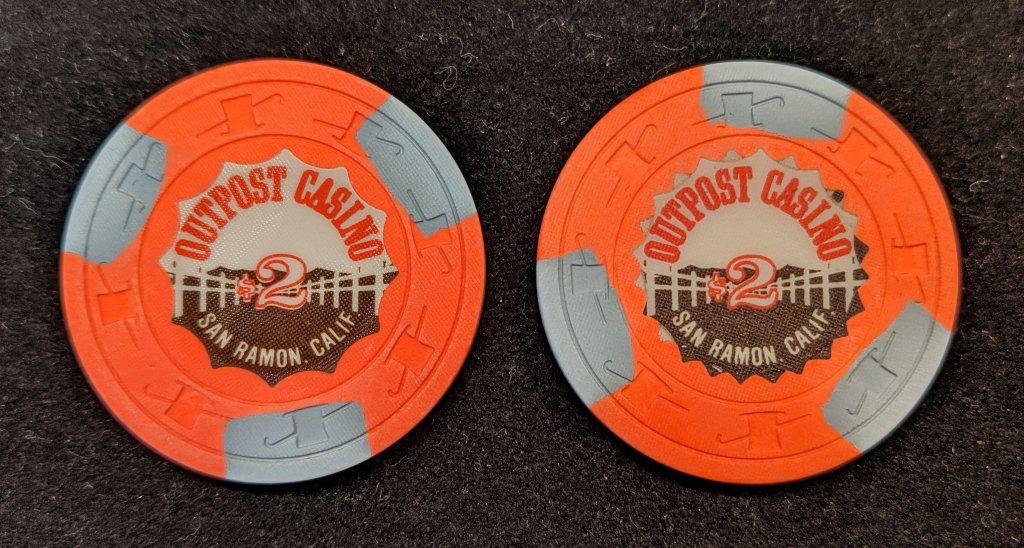 OUTPOST CASINO
$2
SAN RAMON CALIF.
OUTPOST CASINO
$2
SAN RAMON CALIF.